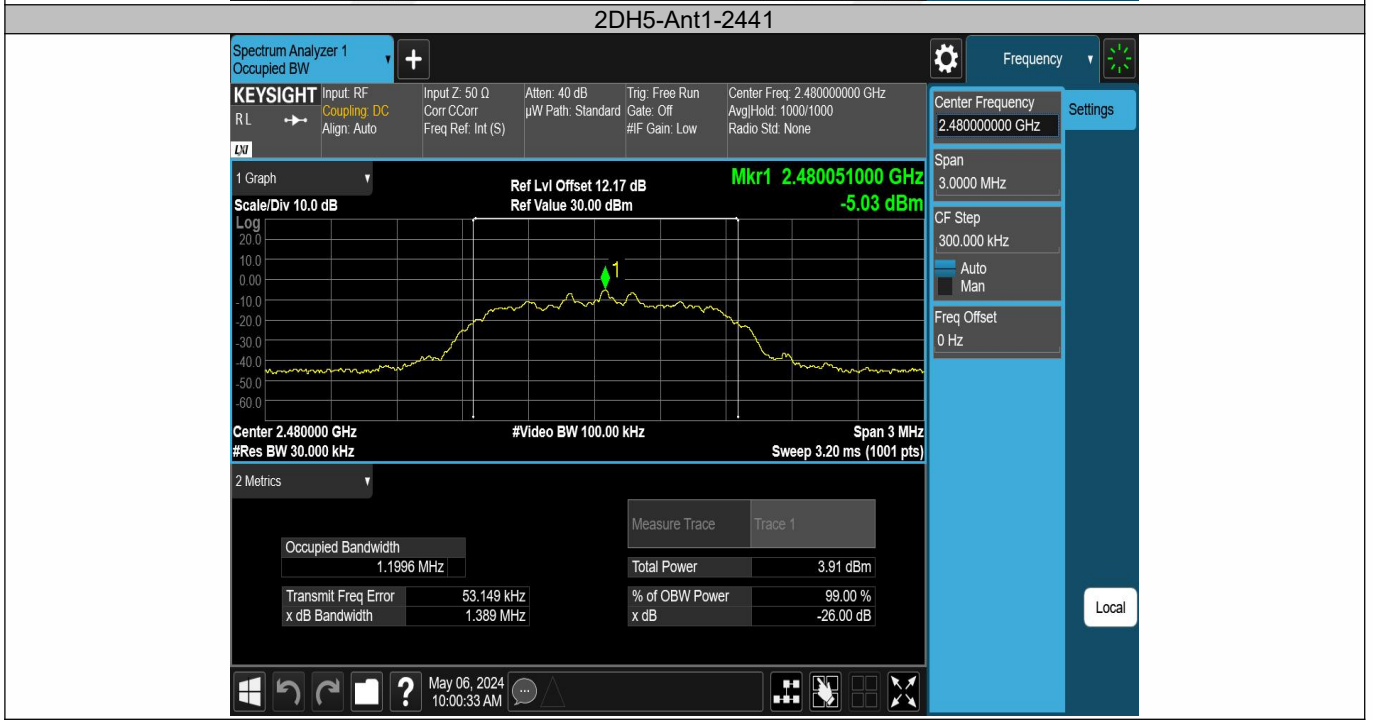 2DH5-Ant1-2441
Spectrum Analyzer 1
Occupied BW
+
Frequency
KEYSIGHT
RL
LXI
Input: RF
Coupling: DC
Align: Auto
Input Z: 50 Ω
Corr CCorr
Freq Ref: Int (S)
Atten: 40 dB
µW Path: Standard
Trig: Free Run
Gate: Off
#IF Gain: Low
Center Freq: 2.480000000 GHz
Avg|Hold: 1000/1000
Radio Std: None
Center Frequency
2.480000000 GHz
Settings
Span
3.0000 MHz
CF Step
300.000 kHz
Auto
Man
Freq Offset
0 Hz
Local
1 Graph
Scale/Div 10.0 dB
Ref Lvl Offset 12.17 dB
Ref Value 30.00 dBm
Mkr1 2.480051000 GHz
-5.03 dBm
Log
20.0
10.0
0.00
-10.0
-20.0
-30.0
-40.0
-50.0
-60.0
1
Center 2.480000 GHz
#Res BW 30.000 kHz
#Video BW 100.00 kHz
Span 3 MHz
Sweep 3.20 ms (1001 pts)
2 Metrics
Measure Trace Trace 1
Occupied Bandwidth
1.1996 MHz
Total Power 3.91 dBm
Transmit Freq Error 53.149 kHz
% of OBW Power 99.00 %
x dB Bandwidth 1.389 MHz
x dB -26.00 dB
?
May 06, 2024
10:00:33 AM